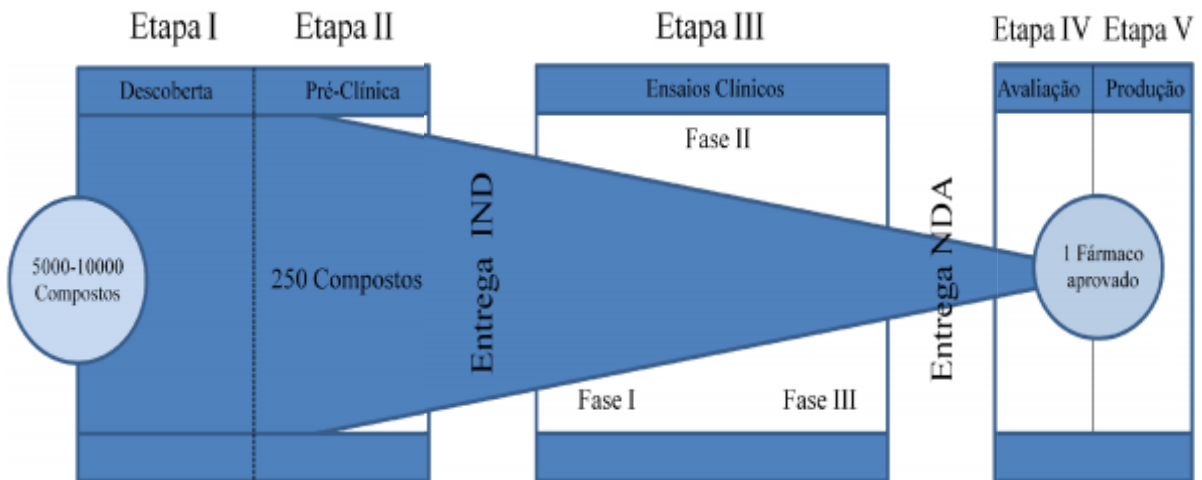 Etapa I
Etapa II
Etapa III
Etapa IV
Etapa V
Descoberta
Pré-Clínica
Ensaios Clínicos
Avaliação
Produção
5000-10000
Compostos
250 Compostos
Entrega IND
Fase II
Fase I
Fase III
Entrega NDA
1 Fármaco
aprovado